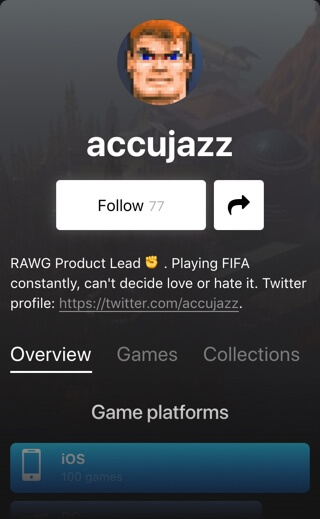 accujazz
Follow 77
RAWG Product Lead ✊ . Playing FIFA
constantly, can't decide love or hate it. Twitter
profile: https://twitter.com/accujazz.
Overview Games Collections
Game platforms
iOS
100 games
PC